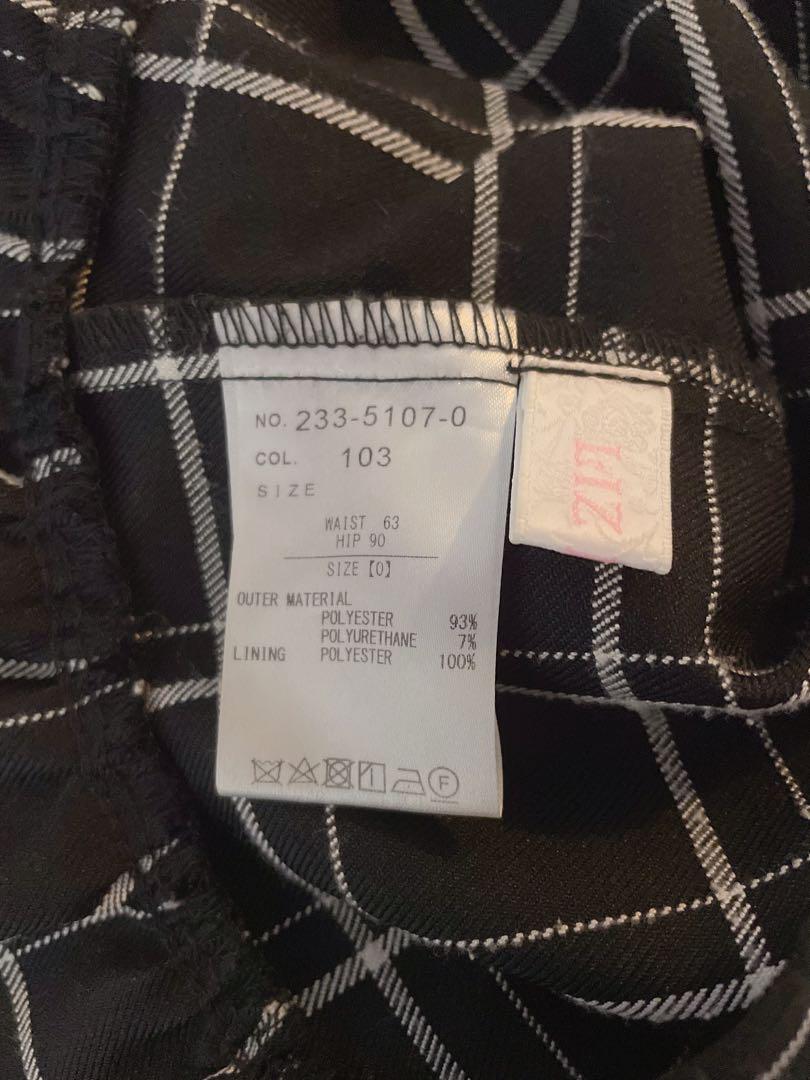 NO. 233-5107-0
COL. 103
SIZE
WAIST 63
HIP 90
SIZE【0】
OUTER MATERIAL
POLYESTER 93%
POLYURETHANE 7%
LINING POLYESTER 100%
F
LIZ